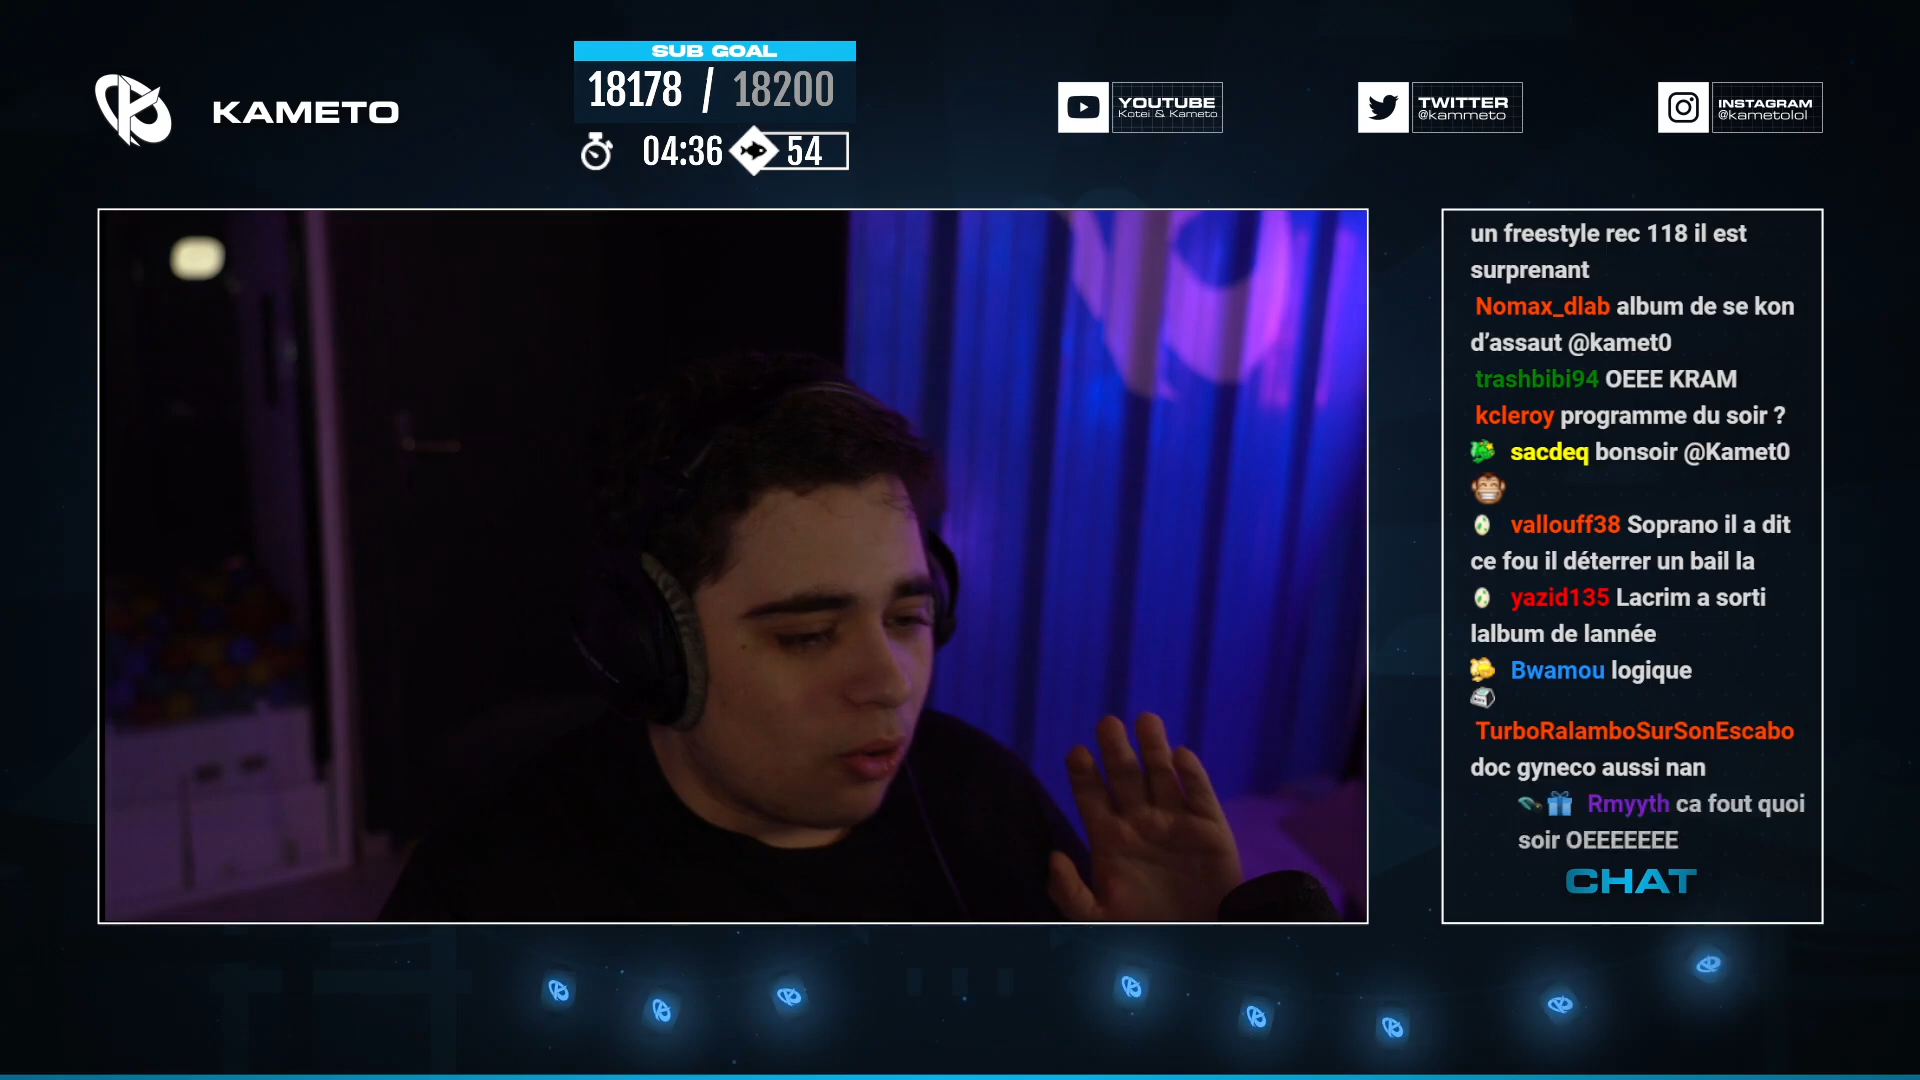 KAMETO
SUB GOAL
18178 / 18200
04:36 54
YOUTUBE
Kotei & Kameto
TWITTER
@kammeto
INSTAGRAM
@kametolol
un freestyle rec 118 il est
surprenant
Nomax_dlab album de se kon
d’assaut @kamet0
trashbibi94 OEEE KRAM
kcleroy programme du soir ?
sacdeq bonsoir @Kamet0
vallouff38 Soprano il a dit
ce fou il déterrer un bail la
yazid135 Lacrim a sorti
lalbum de lannée
Bwamou logique
TurboRalamboSurSonEscabo
doc gyneco aussi nan
Rmyyth ca fout quoi
soir OEEEEEEE
CHAT